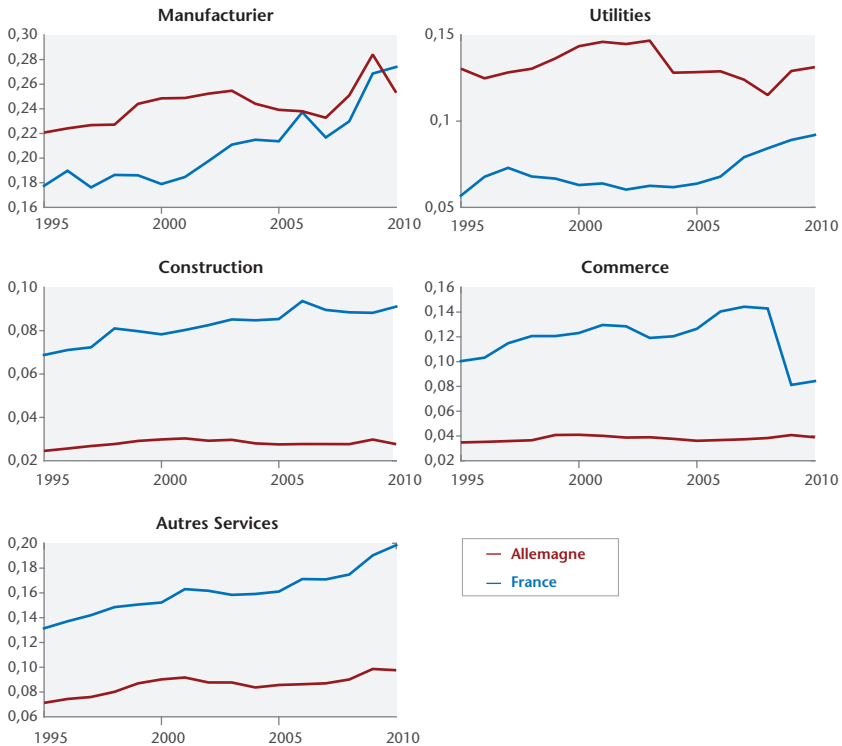 Manufacturier
0,30
0,28
0,26
0,24
0,22
0,20
0,18
0,16
1995 2000 2005 2010
Utilities
0,15
0,1
0,05
1995 2000 2005 2010
Construction
0,10
0,08
0,06
0,04
0,02
1995 2000 2005 2010
Commerce
0,16
0,14
0,12
0,10
0,08
0,06
0,04
0,02
1995 2000 2005 2010
Autres Services
0,20
0,18
0,16
0,14
0,12
0,10
0,08
0,06
1995 2000 2005 2010
Allemagne
France